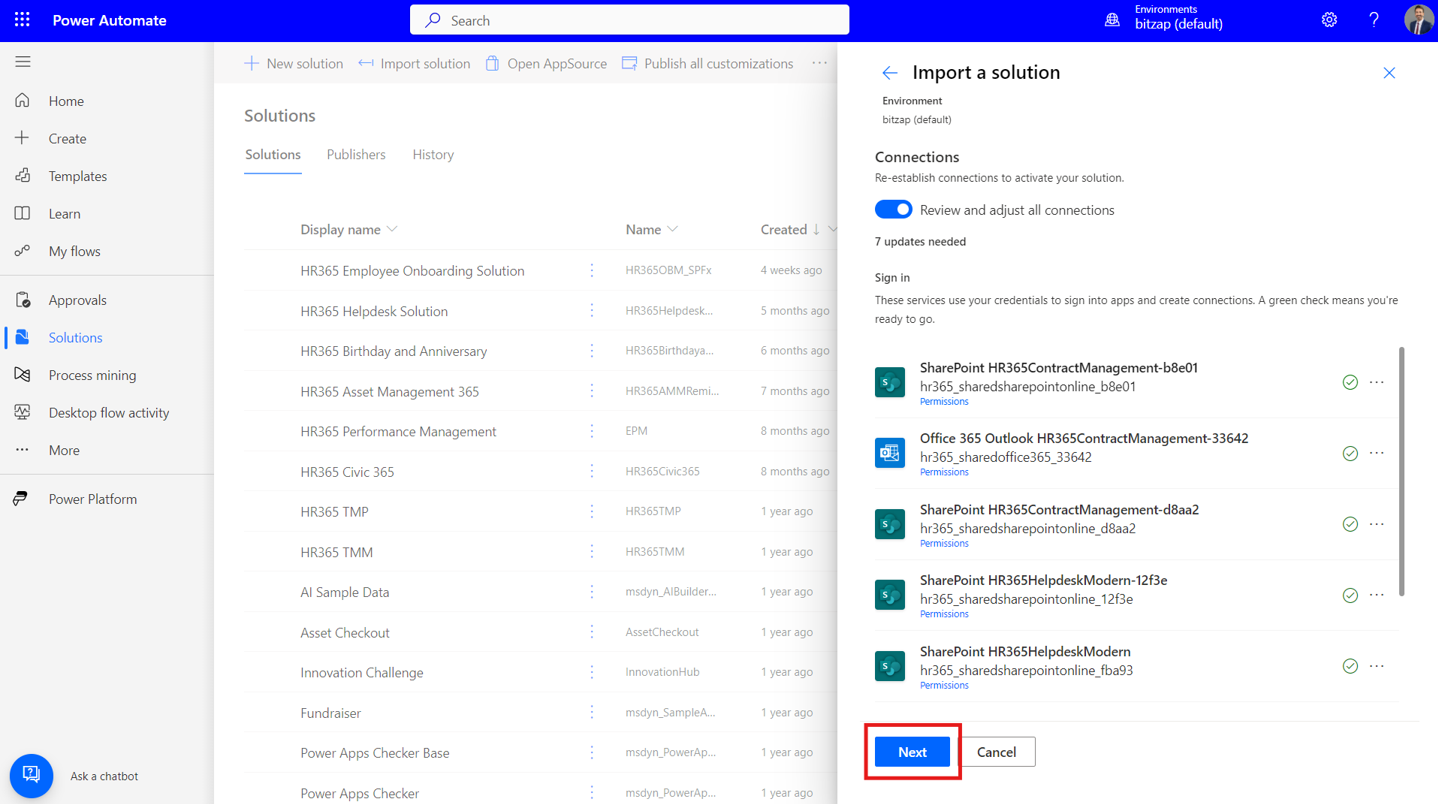 Power Automate
Search
Environments
bitzap (default)
?
Home
Create
Templates
Learn
My flows
Approvals
Solutions
Process mining
Desktop flow activity
More
Power Platform
Ask a chatbot
New solution
Import solution
Open AppSource
Publish all customizations
Solutions
Solutions Publishers History
Display name Name Created
HR365 Employee Onboarding Solution HR365OBM_SPFx 4 weeks ago
HR365 Helpdesk Solution HR365Helpdesk... 5 months ago
HR365 Birthday and Anniversary HR365Birthdaya... 6 months ago
HR365 Asset Management 365 HR365AMMRemi... 7 months ago
HR365 Performance Management EPM 8 months ago
HR365 Civic 365 HR365Civic365 8 months ago
HR365 TMP HR365TMP 1 year ago
HR365 TMM HR365TMM 1 year ago
AI Sample Data msdyn_AIBuilder... 1 year ago
Asset Checkout AssetCheckout 1 year ago
Innovation Challenge InnovationHub 1 year ago
Fundraiser msdyn_SampleA... 1 year ago
Power Apps Checker Base msdyn_PowerAp... 1 year ago
Power Apps Checker msdyn_PowerAp... 1 year ago
Import a solution
Environment
bitzap (default)
Connections
Re-establish connections to activate your solution.
Review and adjust all connections
7 updates needed
Sign in
These services use your credentials to sign into apps and create connections. A green check means you're
ready to go.
SharePoint HR365ContractManagement-b8e01
hr365_sharedsharepointonline_b8e01
Permissions
Office 365 Outlook HR365ContractManagement-33642
hr365_sharedoffice365_33642
Permissions
SharePoint HR365ContractManagement-d8aa2
hr365_sharedsharepointonline_d8aa2
Permissions
SharePoint HR365HelpdeskModern-12f3e
hr365_sharedsharepointonline_12f3e
Permissions
SharePoint HR365HelpdeskModern
hr365_sharedsharepointonline_fba93
Permissions
Next
Cancel